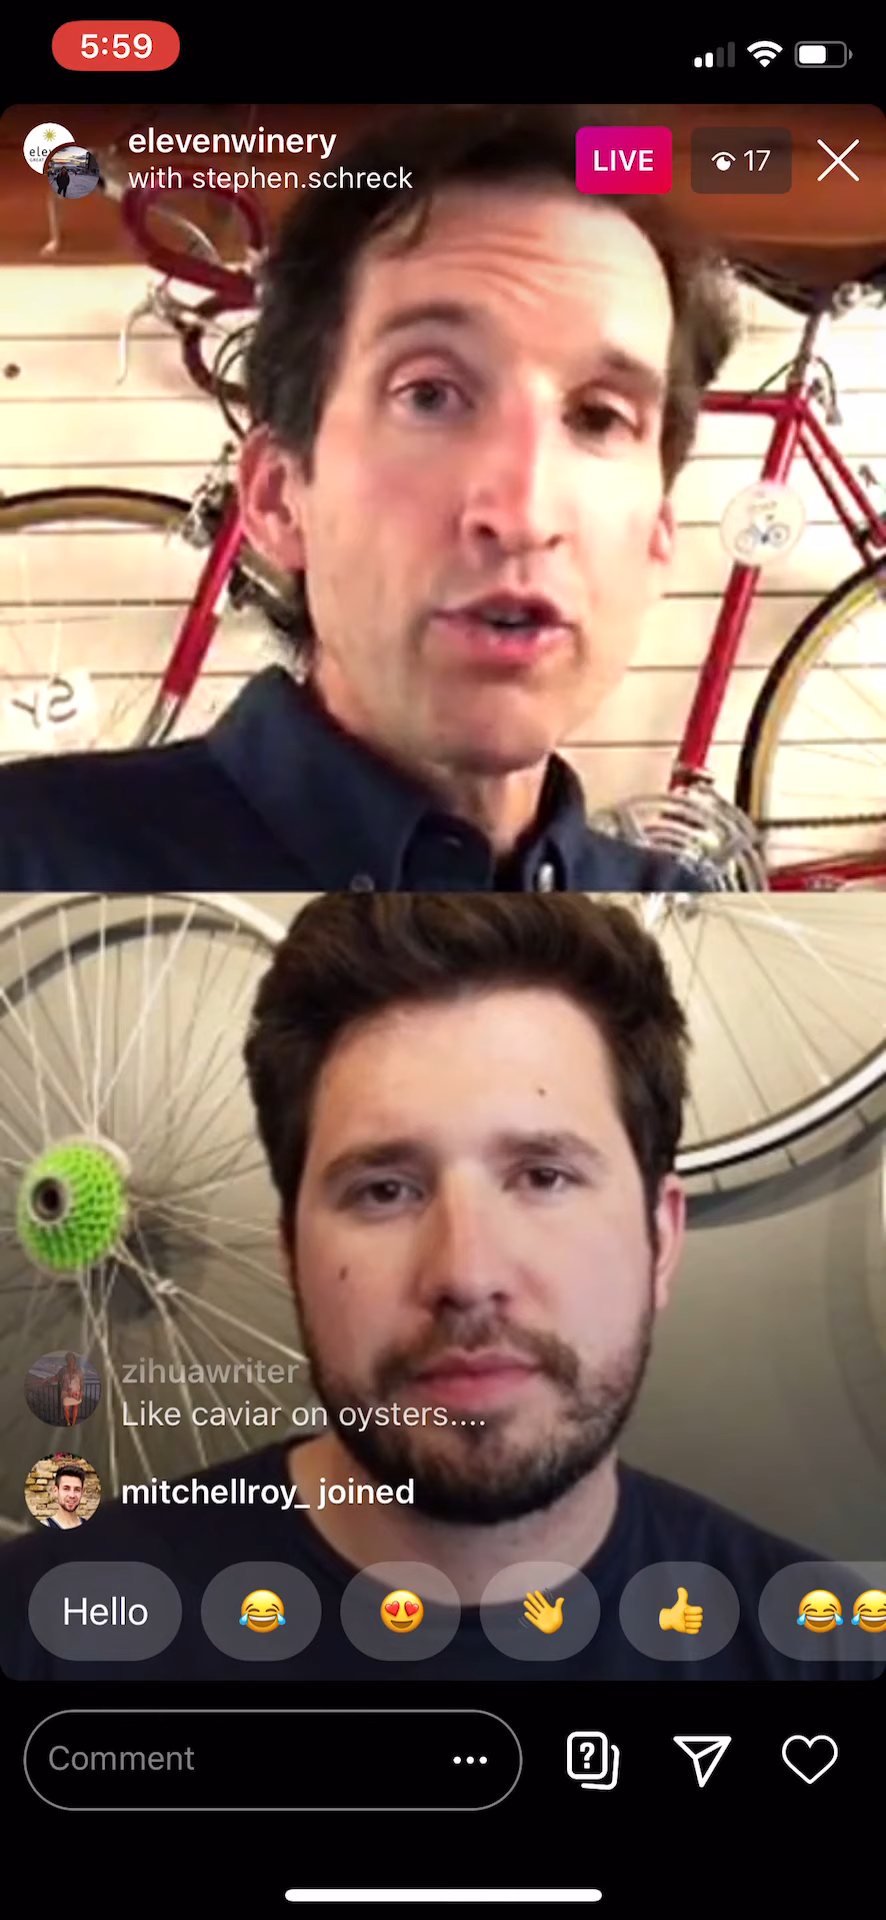 5:59
elevenwinery
with stephen.schreck
LIVE
17
zihuawriter
Like caviar on oysters....
mitchellroy_ joined
Hello
Comment